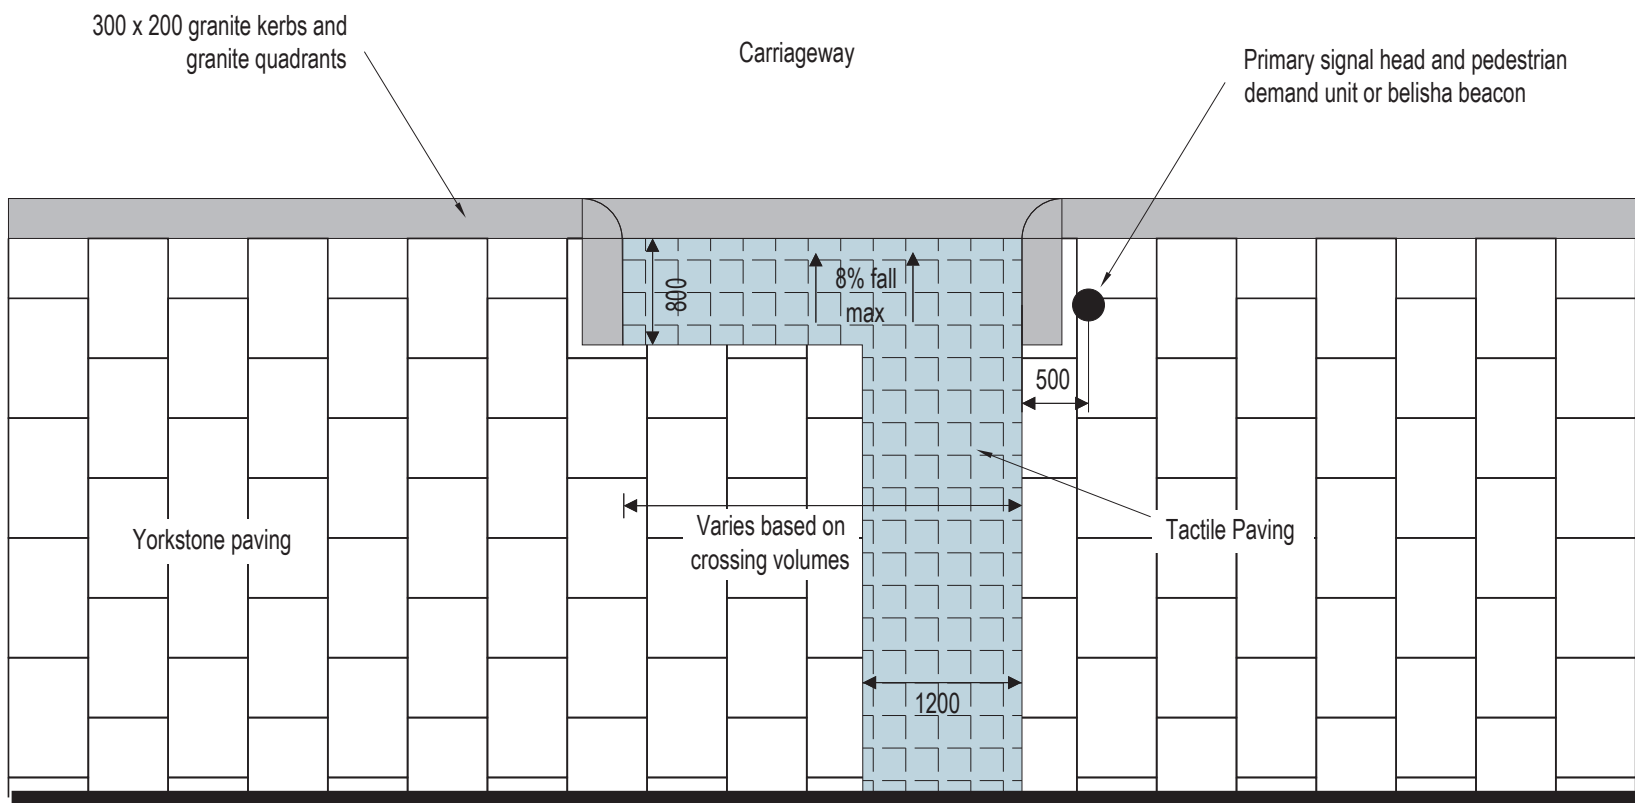 300 x 200 granite kerbs and
granite quadrants
Carriageway
Primary signal head and pedestrian
demand unit or belisha beacon
800
8% fall
max
500
Varies based on
crossing volumes
Yorkstone paving
Tactile Paving
1200